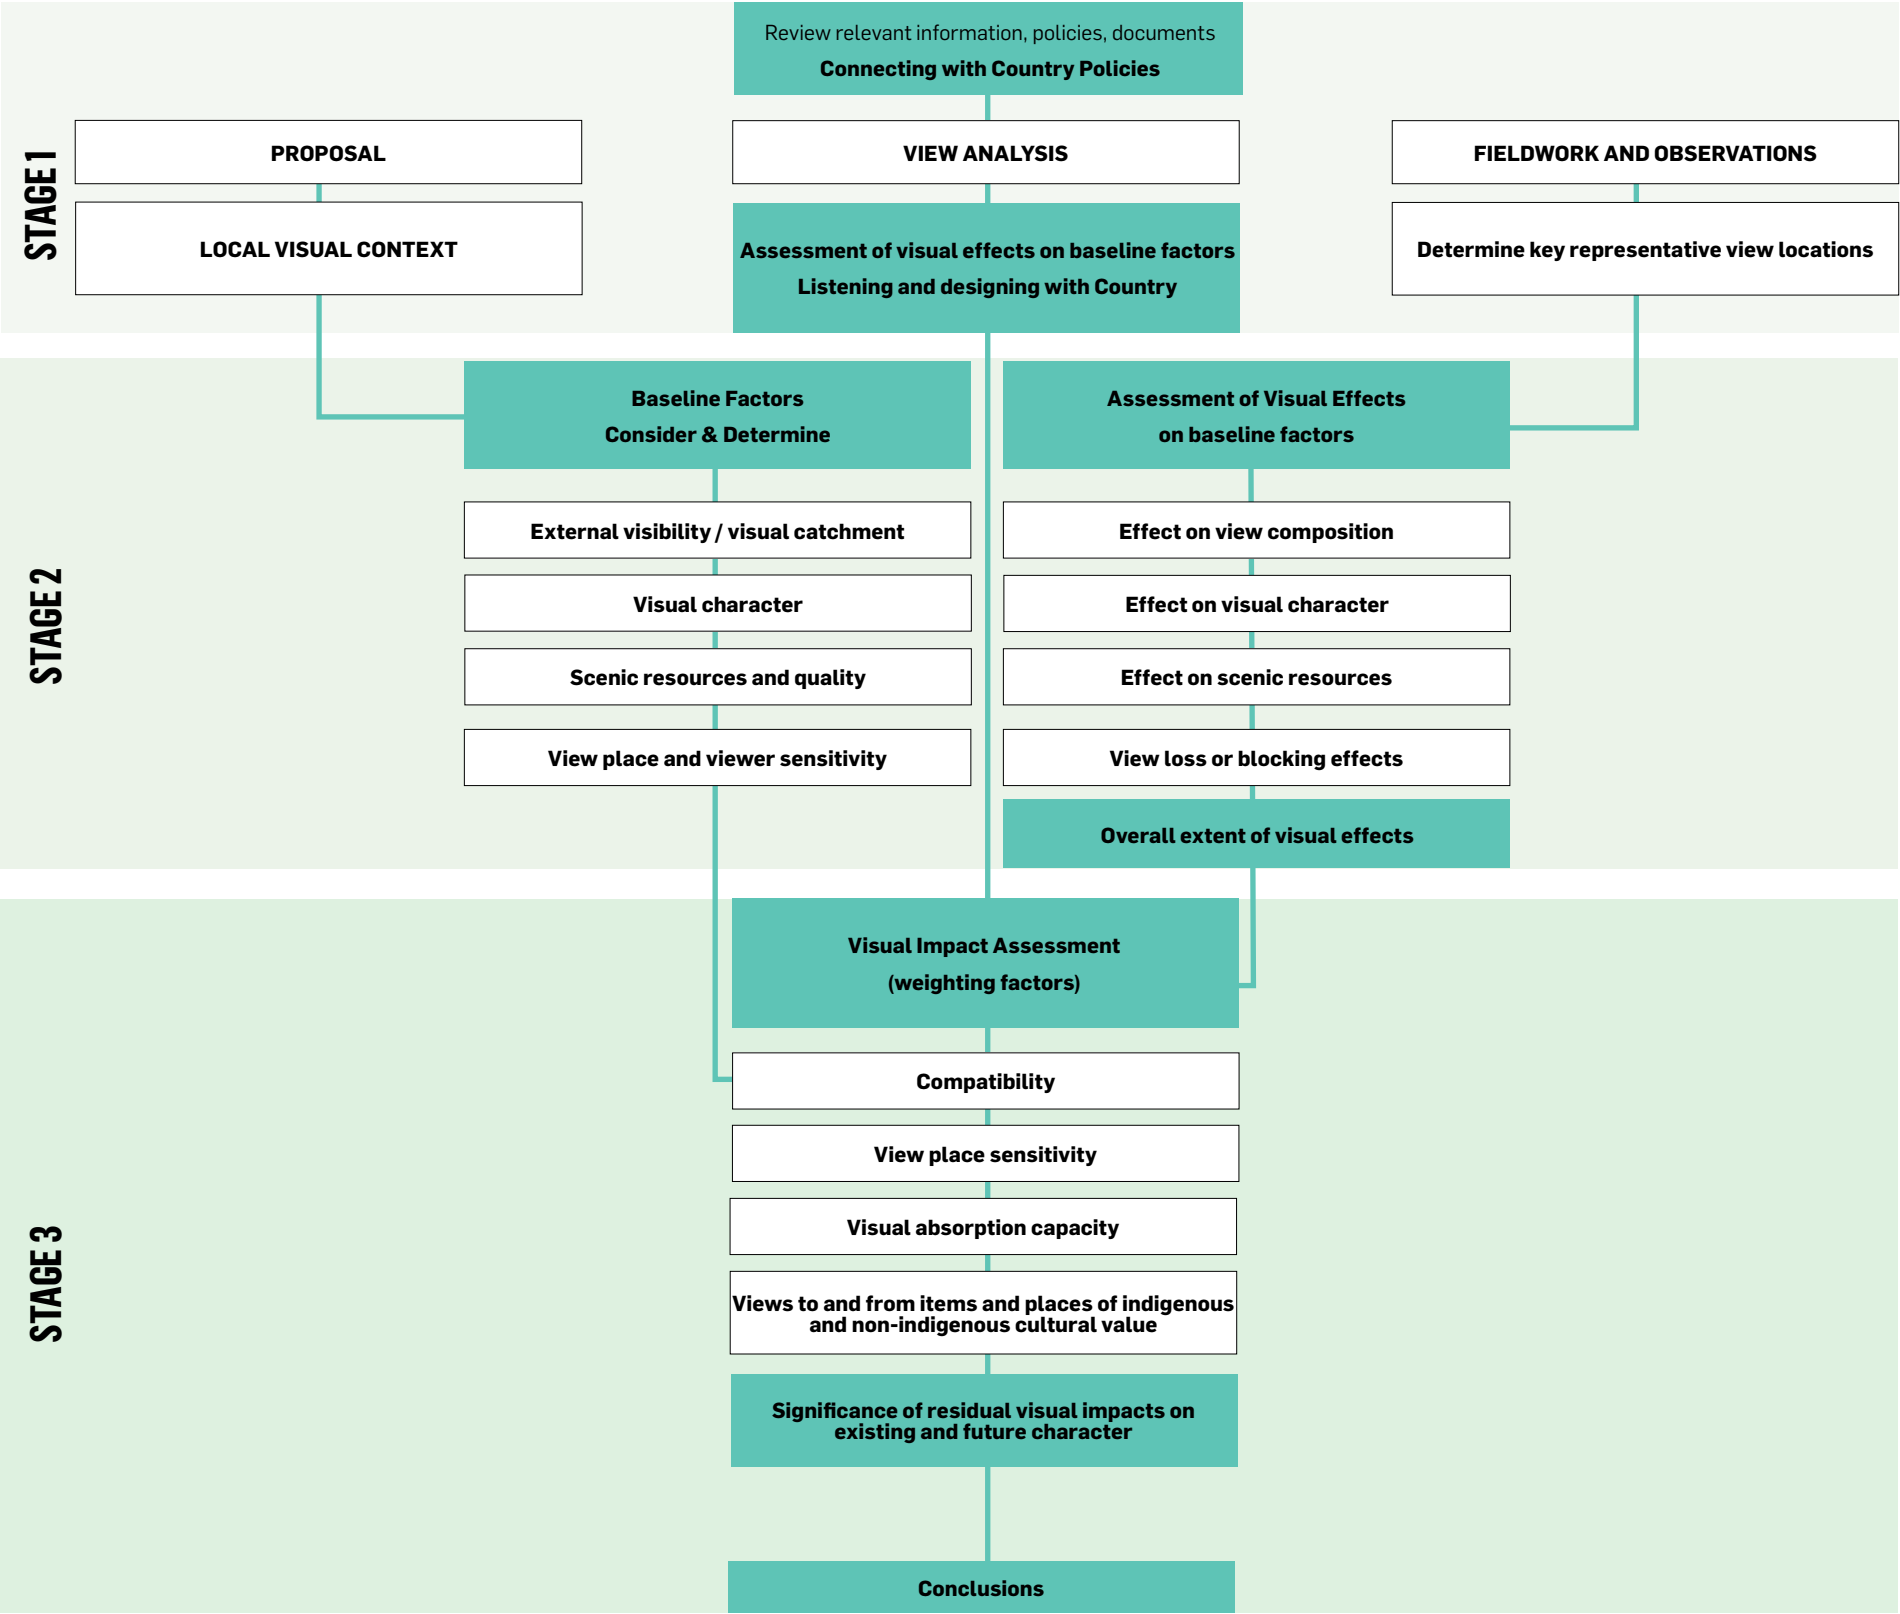 Review relevant information, policies, documents
Connecting with Country Policies
STAGE 1
PROPOSAL
VIEW ANALYSIS
FIELDWORK AND OBSERVATIONS
LOCAL VISUAL CONTEXT
Assessment of visual effects on baseline factors
Listening and designing with Country
Determine key representative view locations
STAGE 2
Baseline Factors
Consider & Determine
External visibility / visual catchment
Visual character
Scenic resources and quality
View place and viewer sensitivity
Assessment of Visual Effects
on baseline factors
Effect on view composition
Effect on visual character
Effect on scenic resources
View loss or blocking effects
Overall extent of visual effects
STAGE 3
Visual Impact Assessment
(weighting factors)
Compatibility
View place sensitivity
Visual absorption capacity
Views to and from items and places of indigenous
and non-indigenous cultural value
Significance of residual visual impacts on
existing and future character
Conclusions